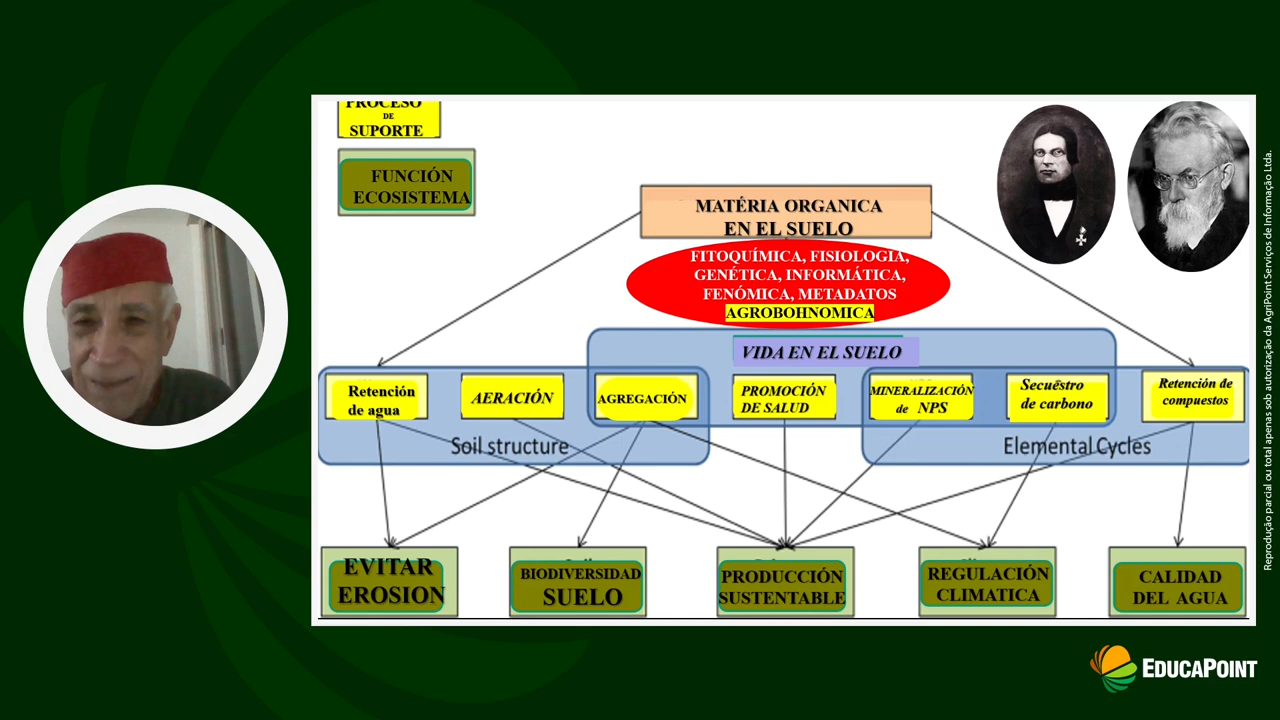 PROCESO
DE
SUPORTE
FUNCIÓN
ECOSISTEMA
MATÉRIA ORGANICA
EN EL SUELO
FITOQUÍMICA, FISIOLOGIA,
GENÉTICA, INFORMÁTICA,
FENÓMICA, METADATOS
AGROBOHNOMICA
VIDA EN EL SUELO
Retención
de agua
AERACIÓN
AGREGACIÓN
PROMOCIÓN
DE SALUD
MINERALIZACIÓN
de NPS
Secuēstro
de carbono
Retención de
compuestos
Soil structure
Elemental Cycles
EVITAR
EROSION
BIODIVERSIDAD
SUELO
PRODUCCIÓN
SUSTENTABLE
REGULACIÓN
CLIMATICA
CALIDAD
DEL AGUA
EDUCAPOINT
Reprodução parcial ou total apenas sob autorização da AgriPoint Serviços de Informação Ltda.